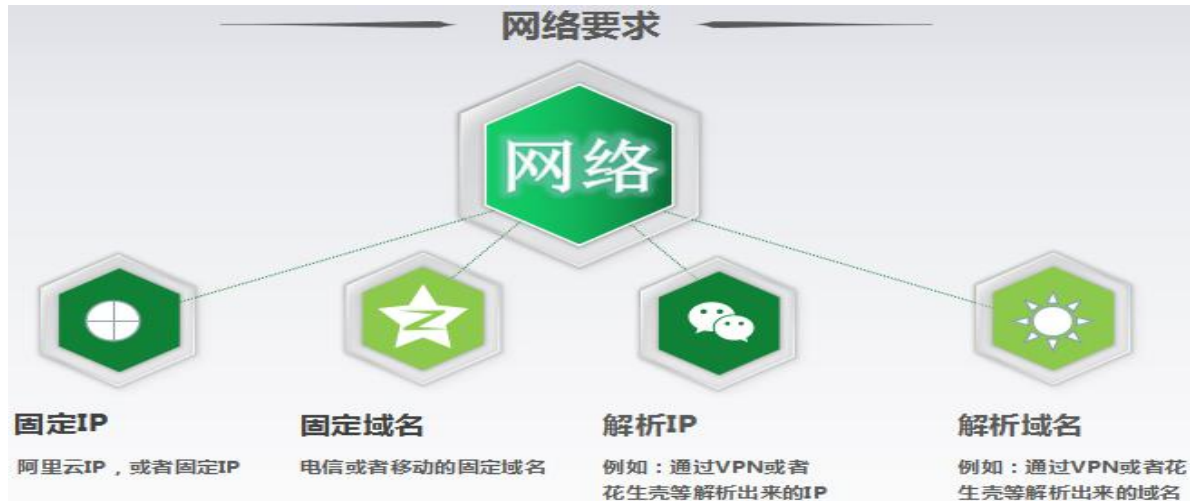 网络要求
网络
固定IP
阿里云IP，或者固定IP
固定域名
电信或者移动的固定域名
解析IP
例如：通过VPN或者
花生壳等解析出来的IP
解析域名
例如：通过VPN或者花
生壳等解析出来的域名